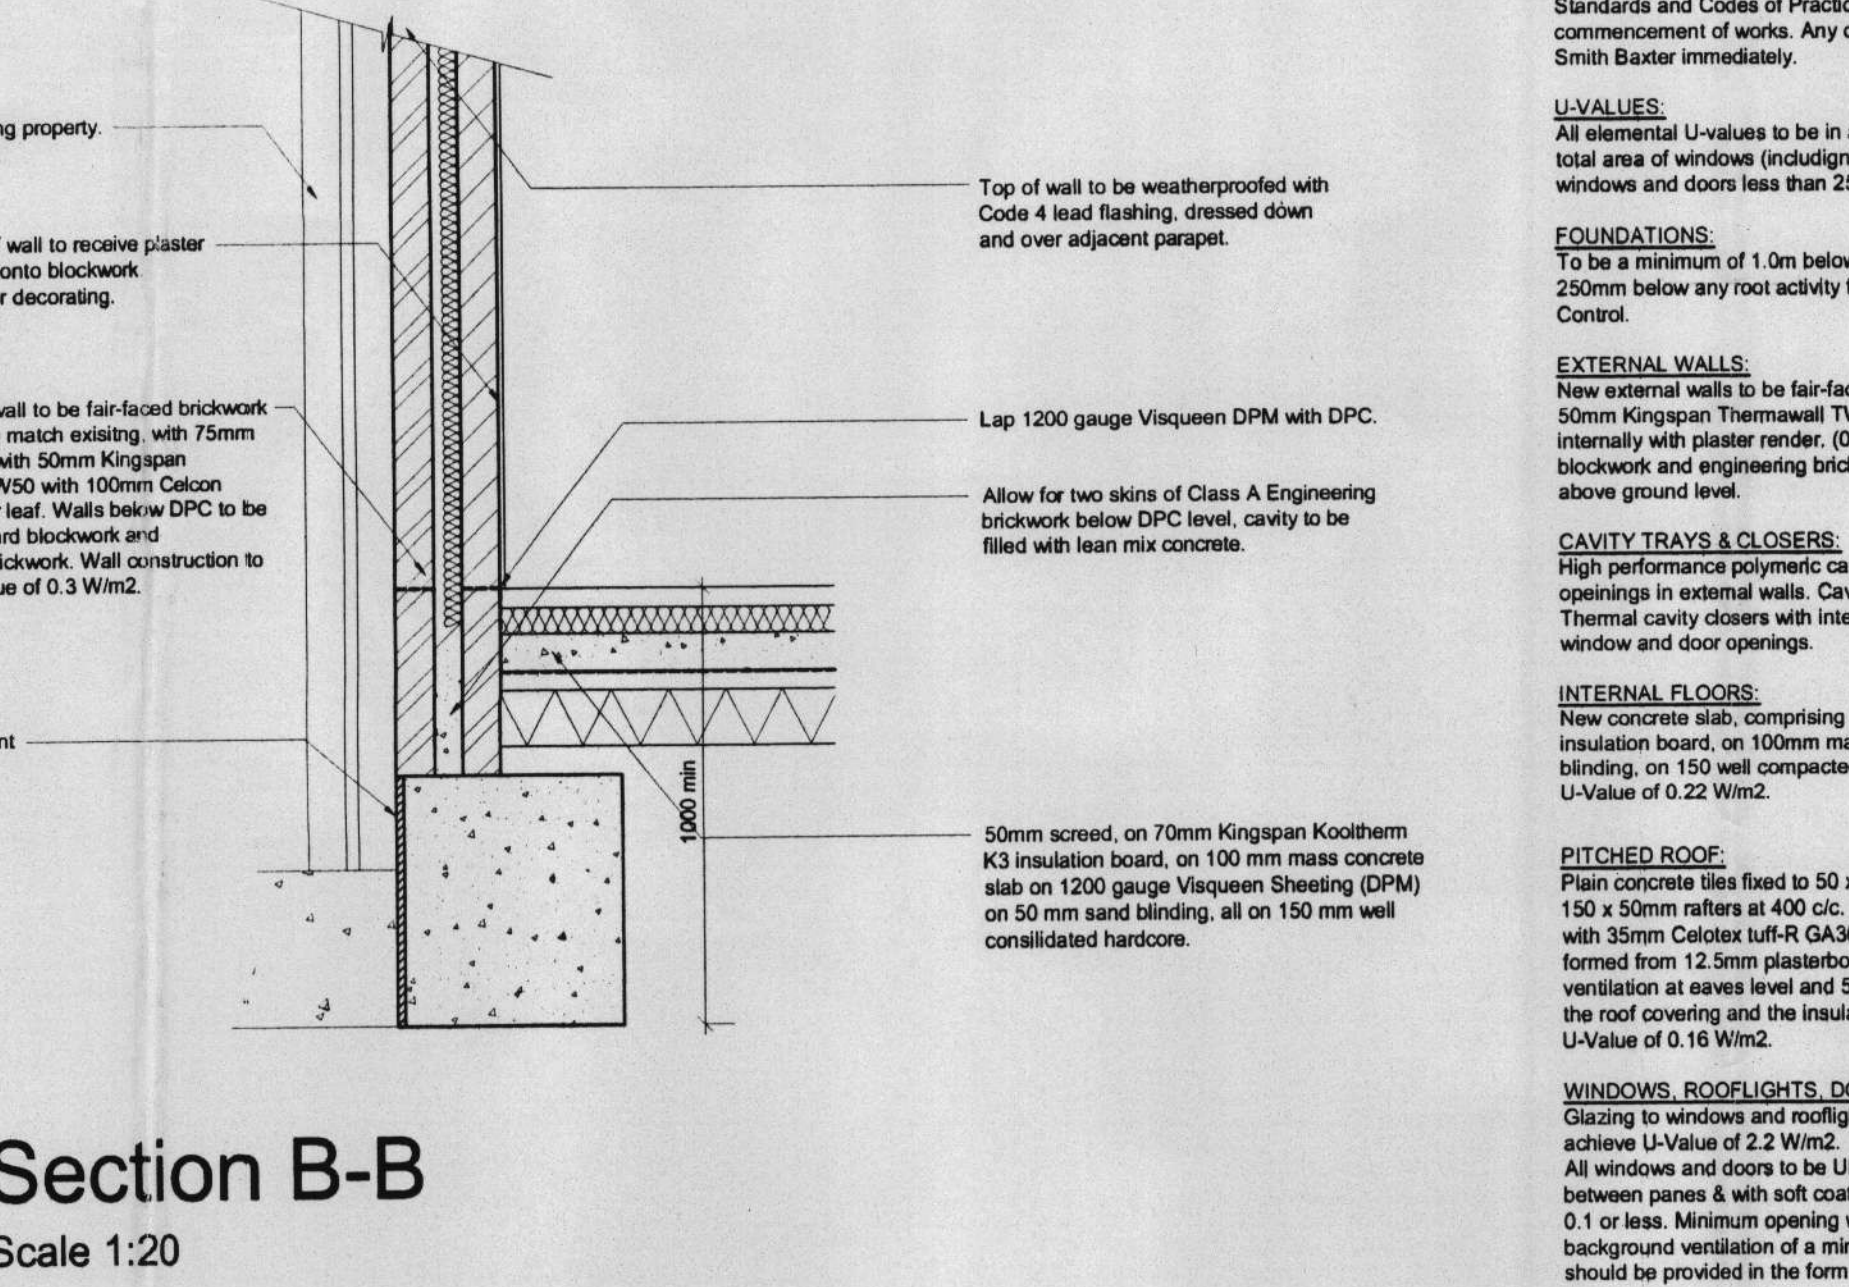 ng property.
wall to receive plaster
onto blockwork
r decorating.
wall to be fair-faced brickwork
match exisitng, with 75mm
with 50mm Kingspan
W50 with 100mm Celcon
r leaf. Walls below DPC to be
ard blockwork and
ickwork. Wall construction to
ue of 0.3 W/m2.
nt
Top of wall to be weatherproofed with
Code 4 lead flashing, dressed down
and over adjacent parapet.
Lap 1200 gauge Visqueen DPM with DPC.
Allow for two skins of Class A Engineering
brickwork below DPC level, cavity to be
filled with lean mix concrete.
1000 min
50mm screed, on 70mm Kingspan Kooltherm
K3 insulation board, on 100 mm mass concrete
slab on 1200 gauge Visqueen Sheeting (DPM)
on 50 mm sand blinding, all on 150 mm well
consilidated hardcore.
Section B-B
Scale 1:20
Standards and Codes of Practic
commencement of works. Any d
Smith Baxter immediately.
U-VALUES:
All elemental U-values to be in a
total area of windows (includign
windows and doors less than 25
FOUNDATIONS:
To be a minimum of 1.0m below
250mm below any root activity t
Control.
EXTERNAL WALLS:
New external walls to be fair-fac
50mm Kingspan Thermawall TW
internally with plaster render, (0
blockwork and engineering brick
above ground level.
CAVITY TRAYS & CLOSERS:
High performance polymeric ca
opeinings in external walls. Cav
Thermal cavity closers with inte
window and door openings.
INTERNAL FLOORS:
New concrete slab, comprising
insulation board, on 100mm ma
blinding, on 150 well compacte
U-Value of 0.22 W/m2.
PITCHED ROOF:
Plain concrete tiles fixed to 50 x
150 x 50mm rafters at 400 c/c.
with 35mm Celotex tuff-R GA30
formed from 12.5mm plasterbo
ventilation at eaves level and 5
the roof covering and the insula
U-Value of 0.16 W/m2.
WINDOWS, ROOFLIGHTS, DO
Glazing to windows and rooflig
achieve U-Value of 2.2 W/m2.
All windows and doors to be U
between panes & with soft coat
0.1 or less. Minimum opening w
background ventilation of a min
should be provided in the form